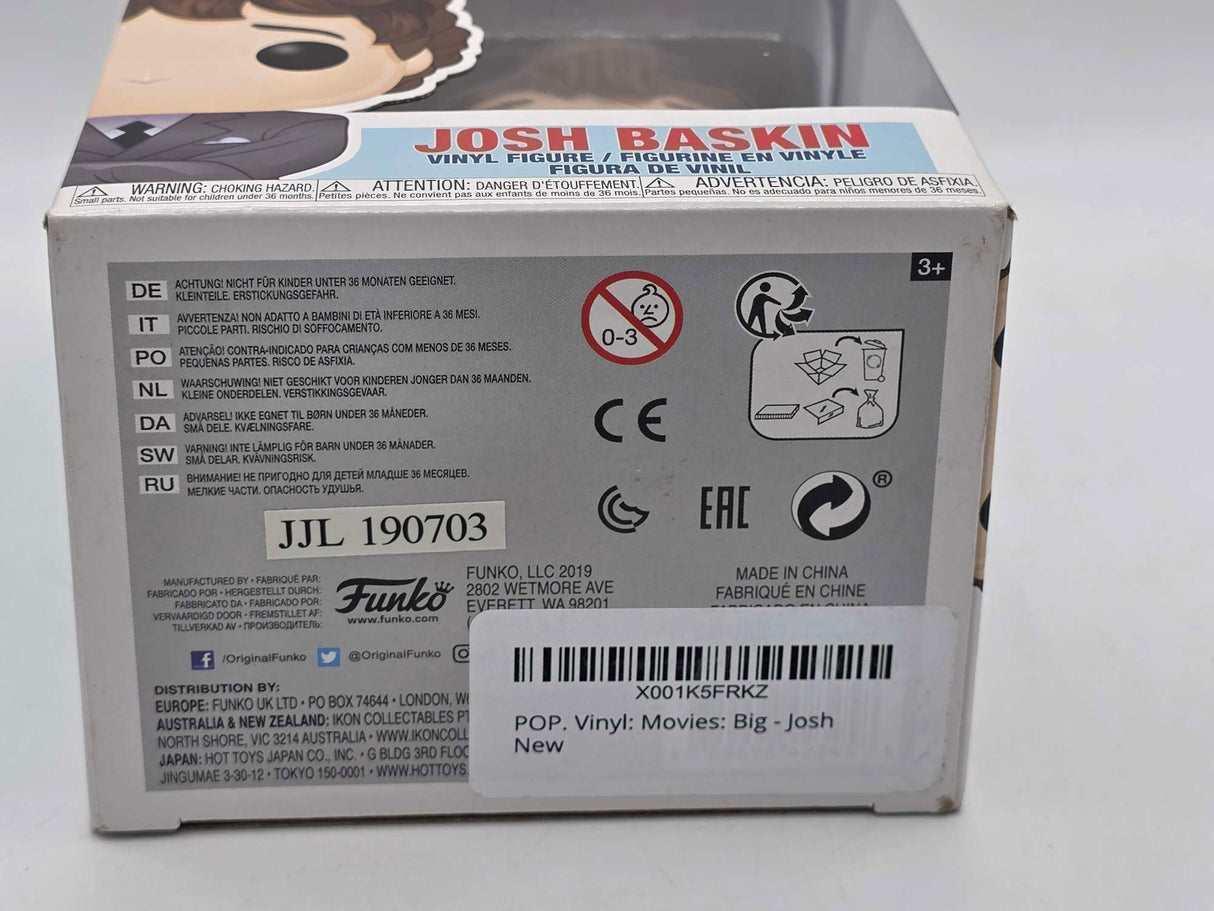 JOSH BASKIN
VINYL FIGURE / FIGURINE EN VINYLE
FIGURA DE VINIL
WARNING: CHOKING HAZARD.
Small parts. Not suitable for children under 36 months.
ATTENTION: DANGER D'ÉTOUFFEMENT.
Petites pièces. Ne convient pas aux enfants de moins de 36 mois.
ADVERTENCIA: PELIGRO DE ASFIXIA.
Partes pequeñas. No es adecuado para niños menores de 36 meses.
3+
DE ACHTUNG! NICHT FÜR KINDER UNTER 36 MONATEN GEEIGNET.
KLEINTEILE. ERSTICKUNGSGEFAHR.
IT AVVERTENZA! NON ADATTO A BAMBINI DI ETÀ INFERIORE A 36 MESI.
PICCOLE PARTI. RISCHIO DI SOFFOCAMENTO.
PO ATENÇÃO! CONTRA-INDICADO PARA CRIANÇAS COM MENOS DE 36 MESES.
PEQUENAS PARTES. RISCO DE ASFIXIA.
NL WAARSCHUWING! NIET GESCHIKT VOOR KINDEREN JONGER DAN 36 MAANDEN.
KLEINE ONDERDELEN. VERSTIKKINGSGEVAAR.
DA ADVARSEL! IKKE EGNET TIL BØRN UNDER 36 MÅNEDER.
SMÅ DELE. KVÆLNINGSFARE.
SW VARNING! INTE LÄMPLIG FÖR BARN UNDER 36 MÅNADER.
SMÅ DELAR. KVÄVNINGSRISK.
RU ВНИМАНИЕ! НЕ ПРИГОДНО ДЛЯ ДЕТЕЙ МЛАДШЕ 36 МЕСЯЦЕВ.
МЕЛКИЕ ЧАСТИ. ОПАСНОСТЬ УДУШЬЯ.
0-3
CE
EAC
®
JJL 190703
MANUFACTURED BY • FABRIQUÉ PAR:
FABRICADO POR • HERGESTELLT DURCH:
FABBRICATO DA • FABRICADO POR:
VERVAARDIGD DOOR • FREMSTILLET AF:
TILLVERKAD AV • ПРОИЗВОДИТЕЛЬ:
Funko
www.funko.com
FUNKO, LLC 2019
2802 WETMORE AVE
EVERETT, WA 98201
MADE IN CHINA
FABRIQUÉ EN CHINE
FABRICADO EN CHINA
/OriginalFunko @OriginalFunko
DISTRIBUTION BY:
EUROPE: FUNKO UK LTD • PO BOX 74644 • LONDON, W
AUSTRALIA & NEW ZEALAND: IKON COLLECTABLES PT
NORTH SHORE, VIC 3214 AUSTRALIA • WWW.IKONCOLL
JAPAN: HOT TOYS JAPAN CO., INC. • G BLDG 3RD FLOO
JINGUMAE 3-30-12 • TOKYO 150-0001 • WWW.HOTTOYS
X001K5FRKZ
POP. Vinyl: Movies: Big - Josh
New